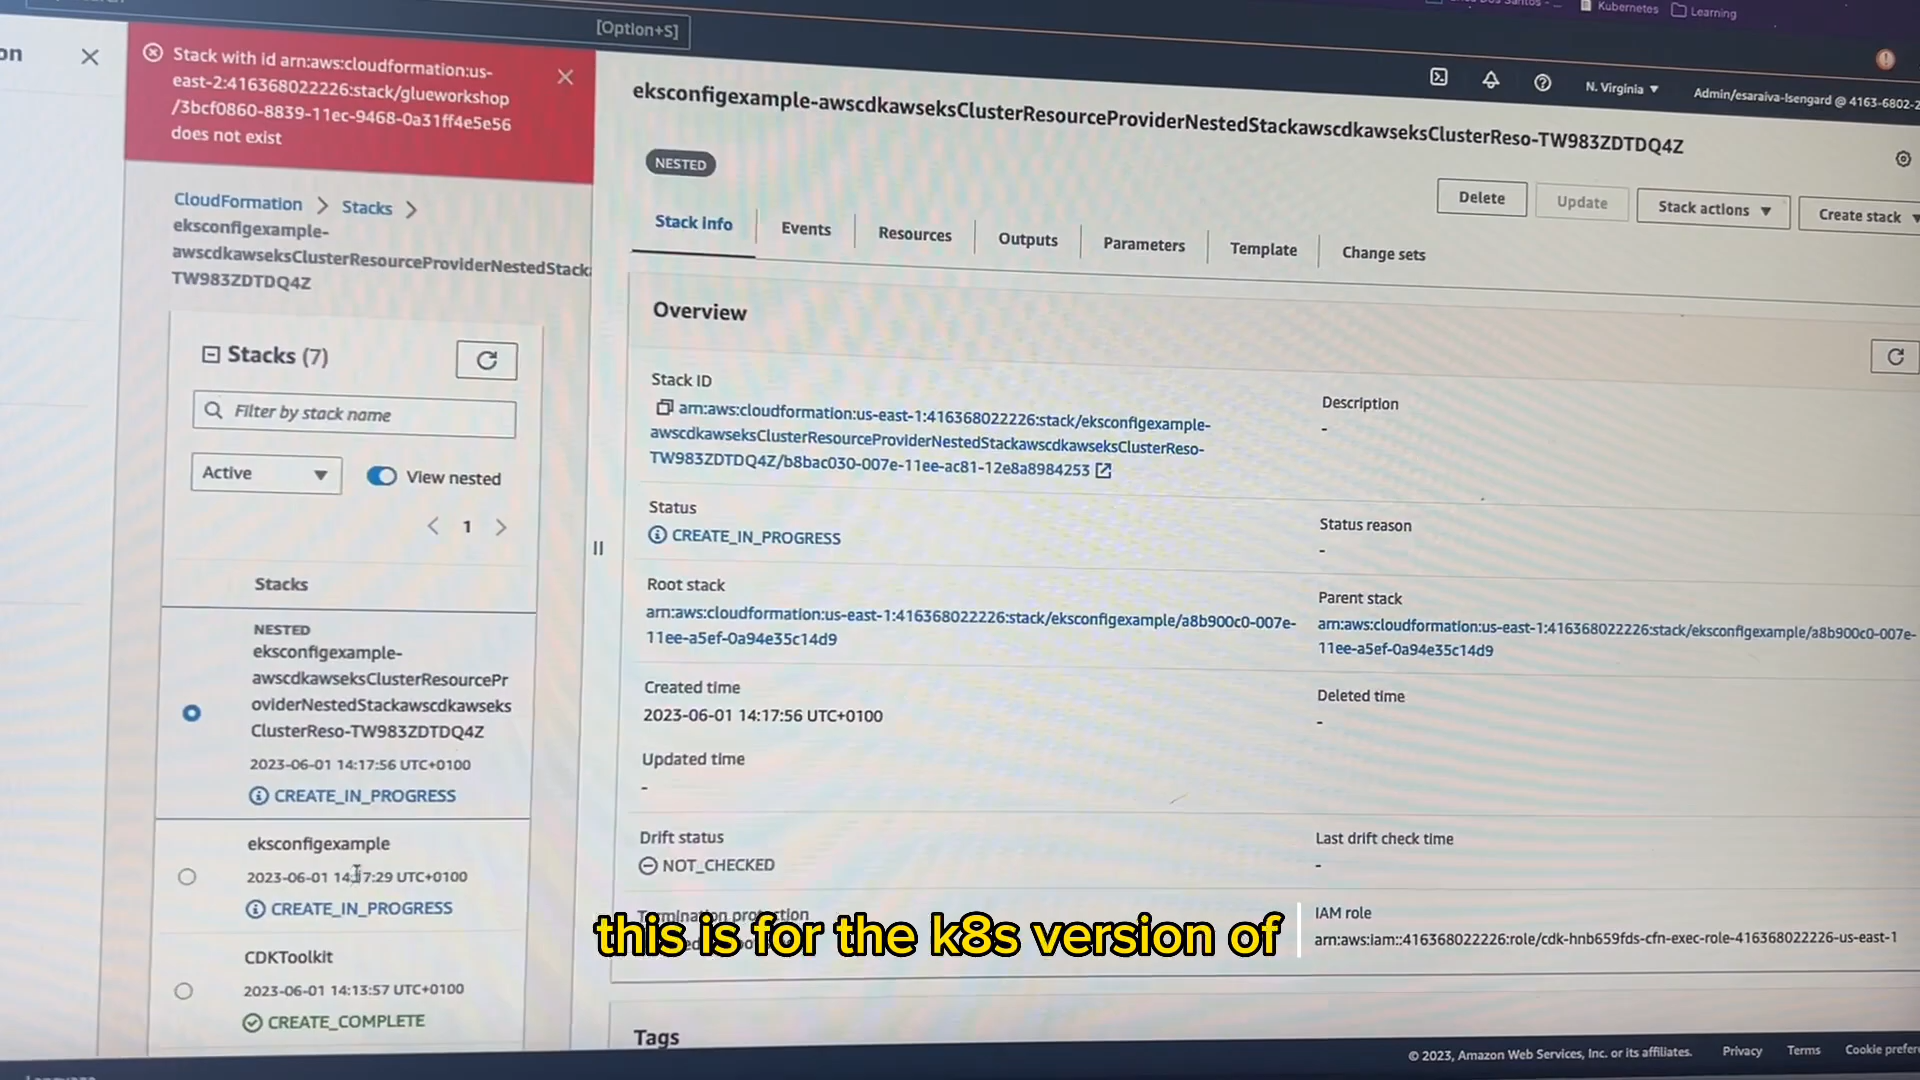 [Option+S]
Kubernetes
Learning
on
Stack with id arn:aws:cloudformation:us-
east-2:416368022226:stack/glueworkshop
/3bcf0860-8839-11ec-9468-0a31ff4e5e56
does not exist
N. Virginia
Admin/esaraiva-Isengard @ 4163-6802-2
CloudFormation
Stacks
eksconfigexample-
awscdkawseksClusterResourceProviderNestedStack
TW983ZDTDQ4Z
Stacks (7)
Filter by stack name
Active
View nested
1
Stacks
NESTED
eksconfigexample-
awscdkawseksClusterResourcePr
oviderNestedStackawscdkawseks
ClusterReso-TW983ZDTDQ4Z
2023-06-01 14:17:56 UTC+0100
CREATE_IN_PROGRESS
eksconfigexample
2023-06-01 14:17:29 UTC+0100
CREATE_IN_PROGRESS
CDKToolkit
2023-06-01 14:13:57 UTC+0100
CREATE_COMPLETE
eksconfigexample-awscdkawseksClusterResourceProviderNestedStackawscdkawseksClusterReso-TW983ZDTDQ4Z
NESTED
Delete
Update
Stack actions
Create stack
Stack info
Events
Resources
Outputs
Parameters
Template
Change sets
Overview
Stack ID
arn:aws:cloudformation:us-east-1:416368022226:stack/eksconfigexample-
awscdkawseksClusterResourceProviderNestedStackawscdkawseksClusterReso-
TW983ZDTDQ4Z/b8bac030-007e-11ee-ac81-12e8a8984253
Description
-
Status
CREATE_IN_PROGRESS
Status reason
-
Root stack
arn:aws:cloudformation:us-east-1:416368022226:stack/eksconfigexample/a8b900c0-007e-
11ee-a5ef-0a94e35c14d9
Parent stack
arn:aws:cloudformation:us-east-1:416368022226:stack/eksconfigexample/a8b900c0-007e-
11ee-a5ef-0a94e35c14d9
Created time
2023-06-01 14:17:56 UTC+0100
Deleted time
-
Updated time
-
Drift status
NOT_CHECKED
Last drift check time
-
Termination protection
IAM role
arn:aws:iam::416368022226:role/cdk-hnb659fds-cfn-exec-role-416368022226-us-east-1
this is for the k8s version of
Tags
© 2023, Amazon Web Services, Inc. or its affiliates.
Privacy
Terms
Cookie prefer